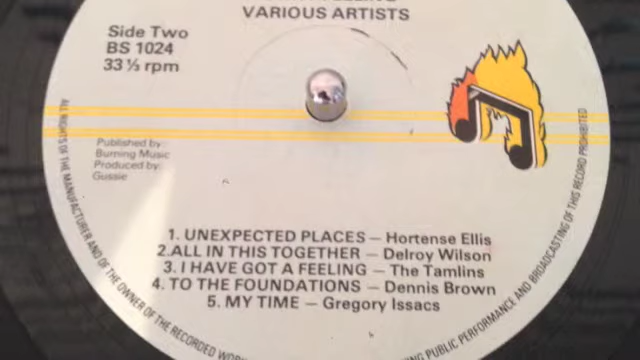 VARIOUS ARTISTS
Side Two
BS 1024
33⅓ rpm
Published by:
Burning Music
Produced by:
Gussie
1. UNEXPECTED PLACES — Hortense Ellis
2.ALL IN THIS TOGETHER — Delroy Wilson
3. I HAVE GOT A FEELING — The Tamlins
4. TO THE FOUNDATIONS — Dennis Brown
5. MY TIME — Gregory Issacs
ALL RIGHTS OF THE MANUFACTURER AND OF THE OWNER OF THE RECORDED
PUBLIC PERFORMANCE AND BROADCASTING OF THIS RECORD PROHIBITED